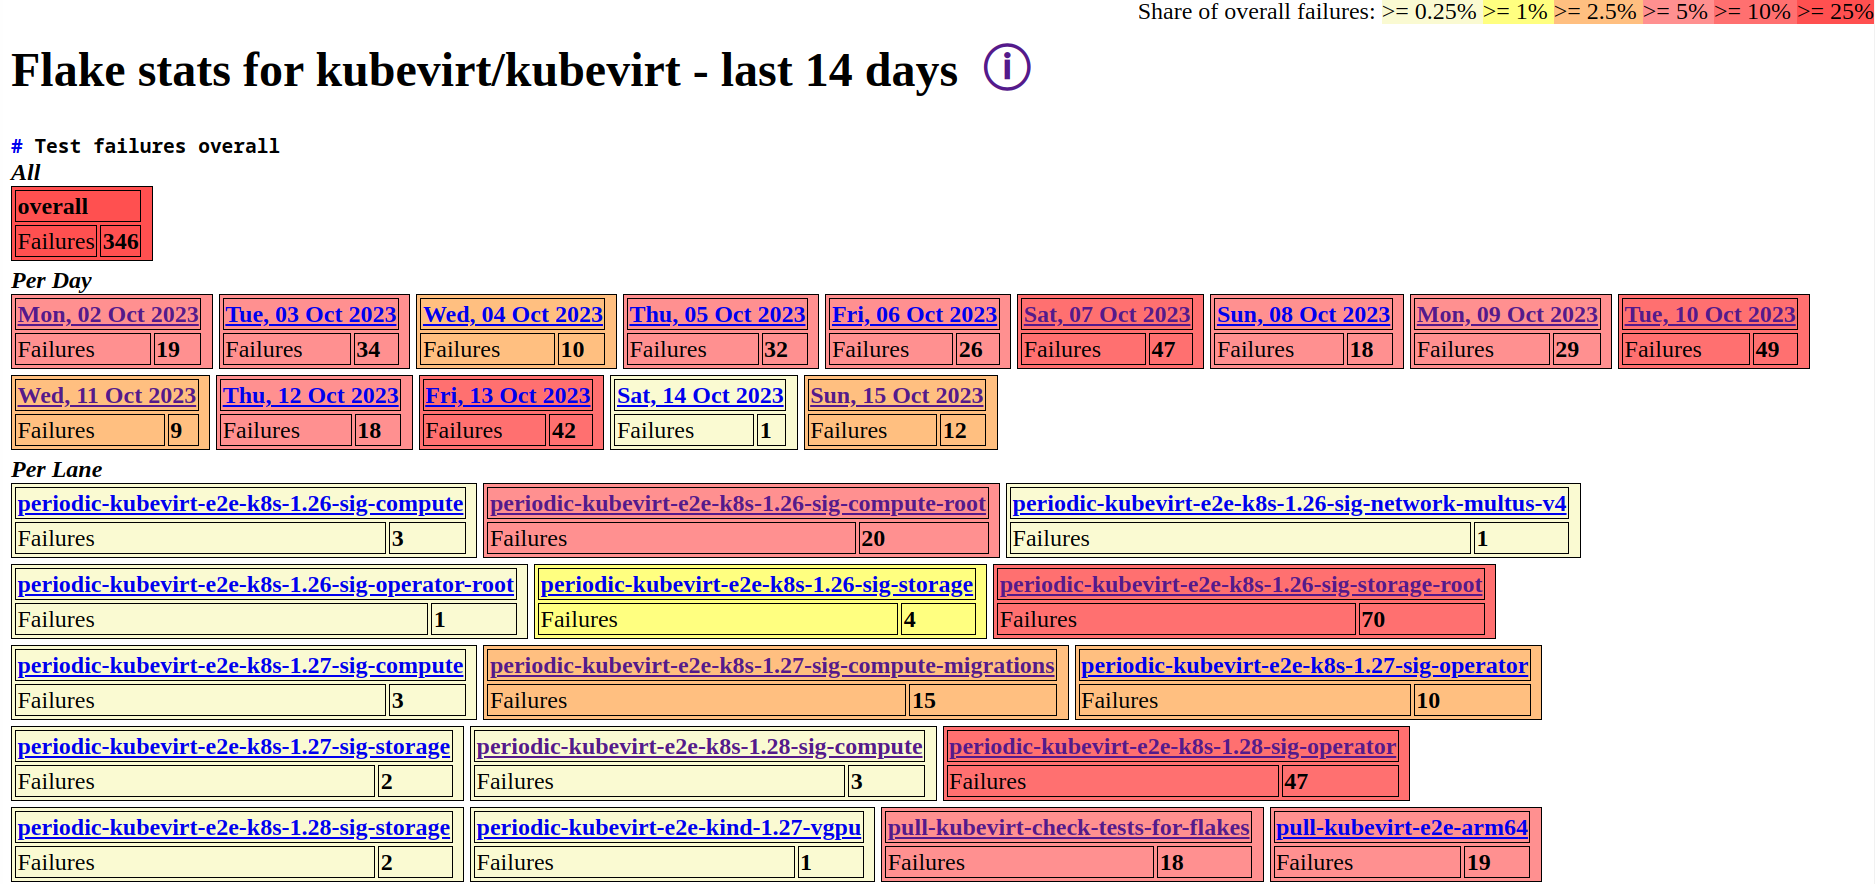 Share of overall failures: >= 0.25% >= 1% >= 2.5% >= 5% >= 10% >= 25%
Flake stats for kubevirt/kubevirt - last 14 days i
# Test failures overall
All
overall
Failures 346
Per Day
Mon, 02 Oct 2023 Tue, 03 Oct 2023 Wed, 04 Oct 2023 Thu, 05 Oct 2023 Fri, 06 Oct 2023 Sat, 07 Oct 2023 Sun, 08 Oct 2023 Mon, 09 Oct 2023 Tue, 10 Oct 2023
Failures 19 Failures 34 Failures 10 Failures 32 Failures 26 Failures 47 Failures 18 Failures 29 Failures 49
Wed, 11 Oct 2023 Thu, 12 Oct 2023 Fri, 13 Oct 2023 Sat, 14 Oct 2023 Sun, 15 Oct 2023
Failures 9 Failures 18 Failures 42 Failures 1 Failures 12
Per Lane
periodic-kubevirt-e2e-k8s-1.26-sig-compute periodic-kubevirt-e2e-k8s-1.26-sig-compute-root periodic-kubevirt-e2e-k8s-1.26-sig-network-multus-v4
Failures 3 Failures 20 Failures 1
periodic-kubevirt-e2e-k8s-1.26-sig-operator-root periodic-kubevirt-e2e-k8s-1.26-sig-storage periodic-kubevirt-e2e-k8s-1.26-sig-storage-root
Failures 1 Failures 4 Failures 70
periodic-kubevirt-e2e-k8s-1.27-sig-compute periodic-kubevirt-e2e-k8s-1.27-sig-compute-migrations periodic-kubevirt-e2e-k8s-1.27-sig-operator
Failures 3 Failures 15 Failures 10
periodic-kubevirt-e2e-k8s-1.27-sig-storage periodic-kubevirt-e2e-k8s-1.28-sig-compute periodic-kubevirt-e2e-k8s-1.28-sig-operator
Failures 2 Failures 3 Failures 47
periodic-kubevirt-e2e-k8s-1.28-sig-storage periodic-kubevirt-e2e-kind-1.27-vgpu pull-kubevirt-check-tests-for-flakes pull-kubevirt-e2e-arm64
Failures 2 Failures 1 Failures 18 Failures 19